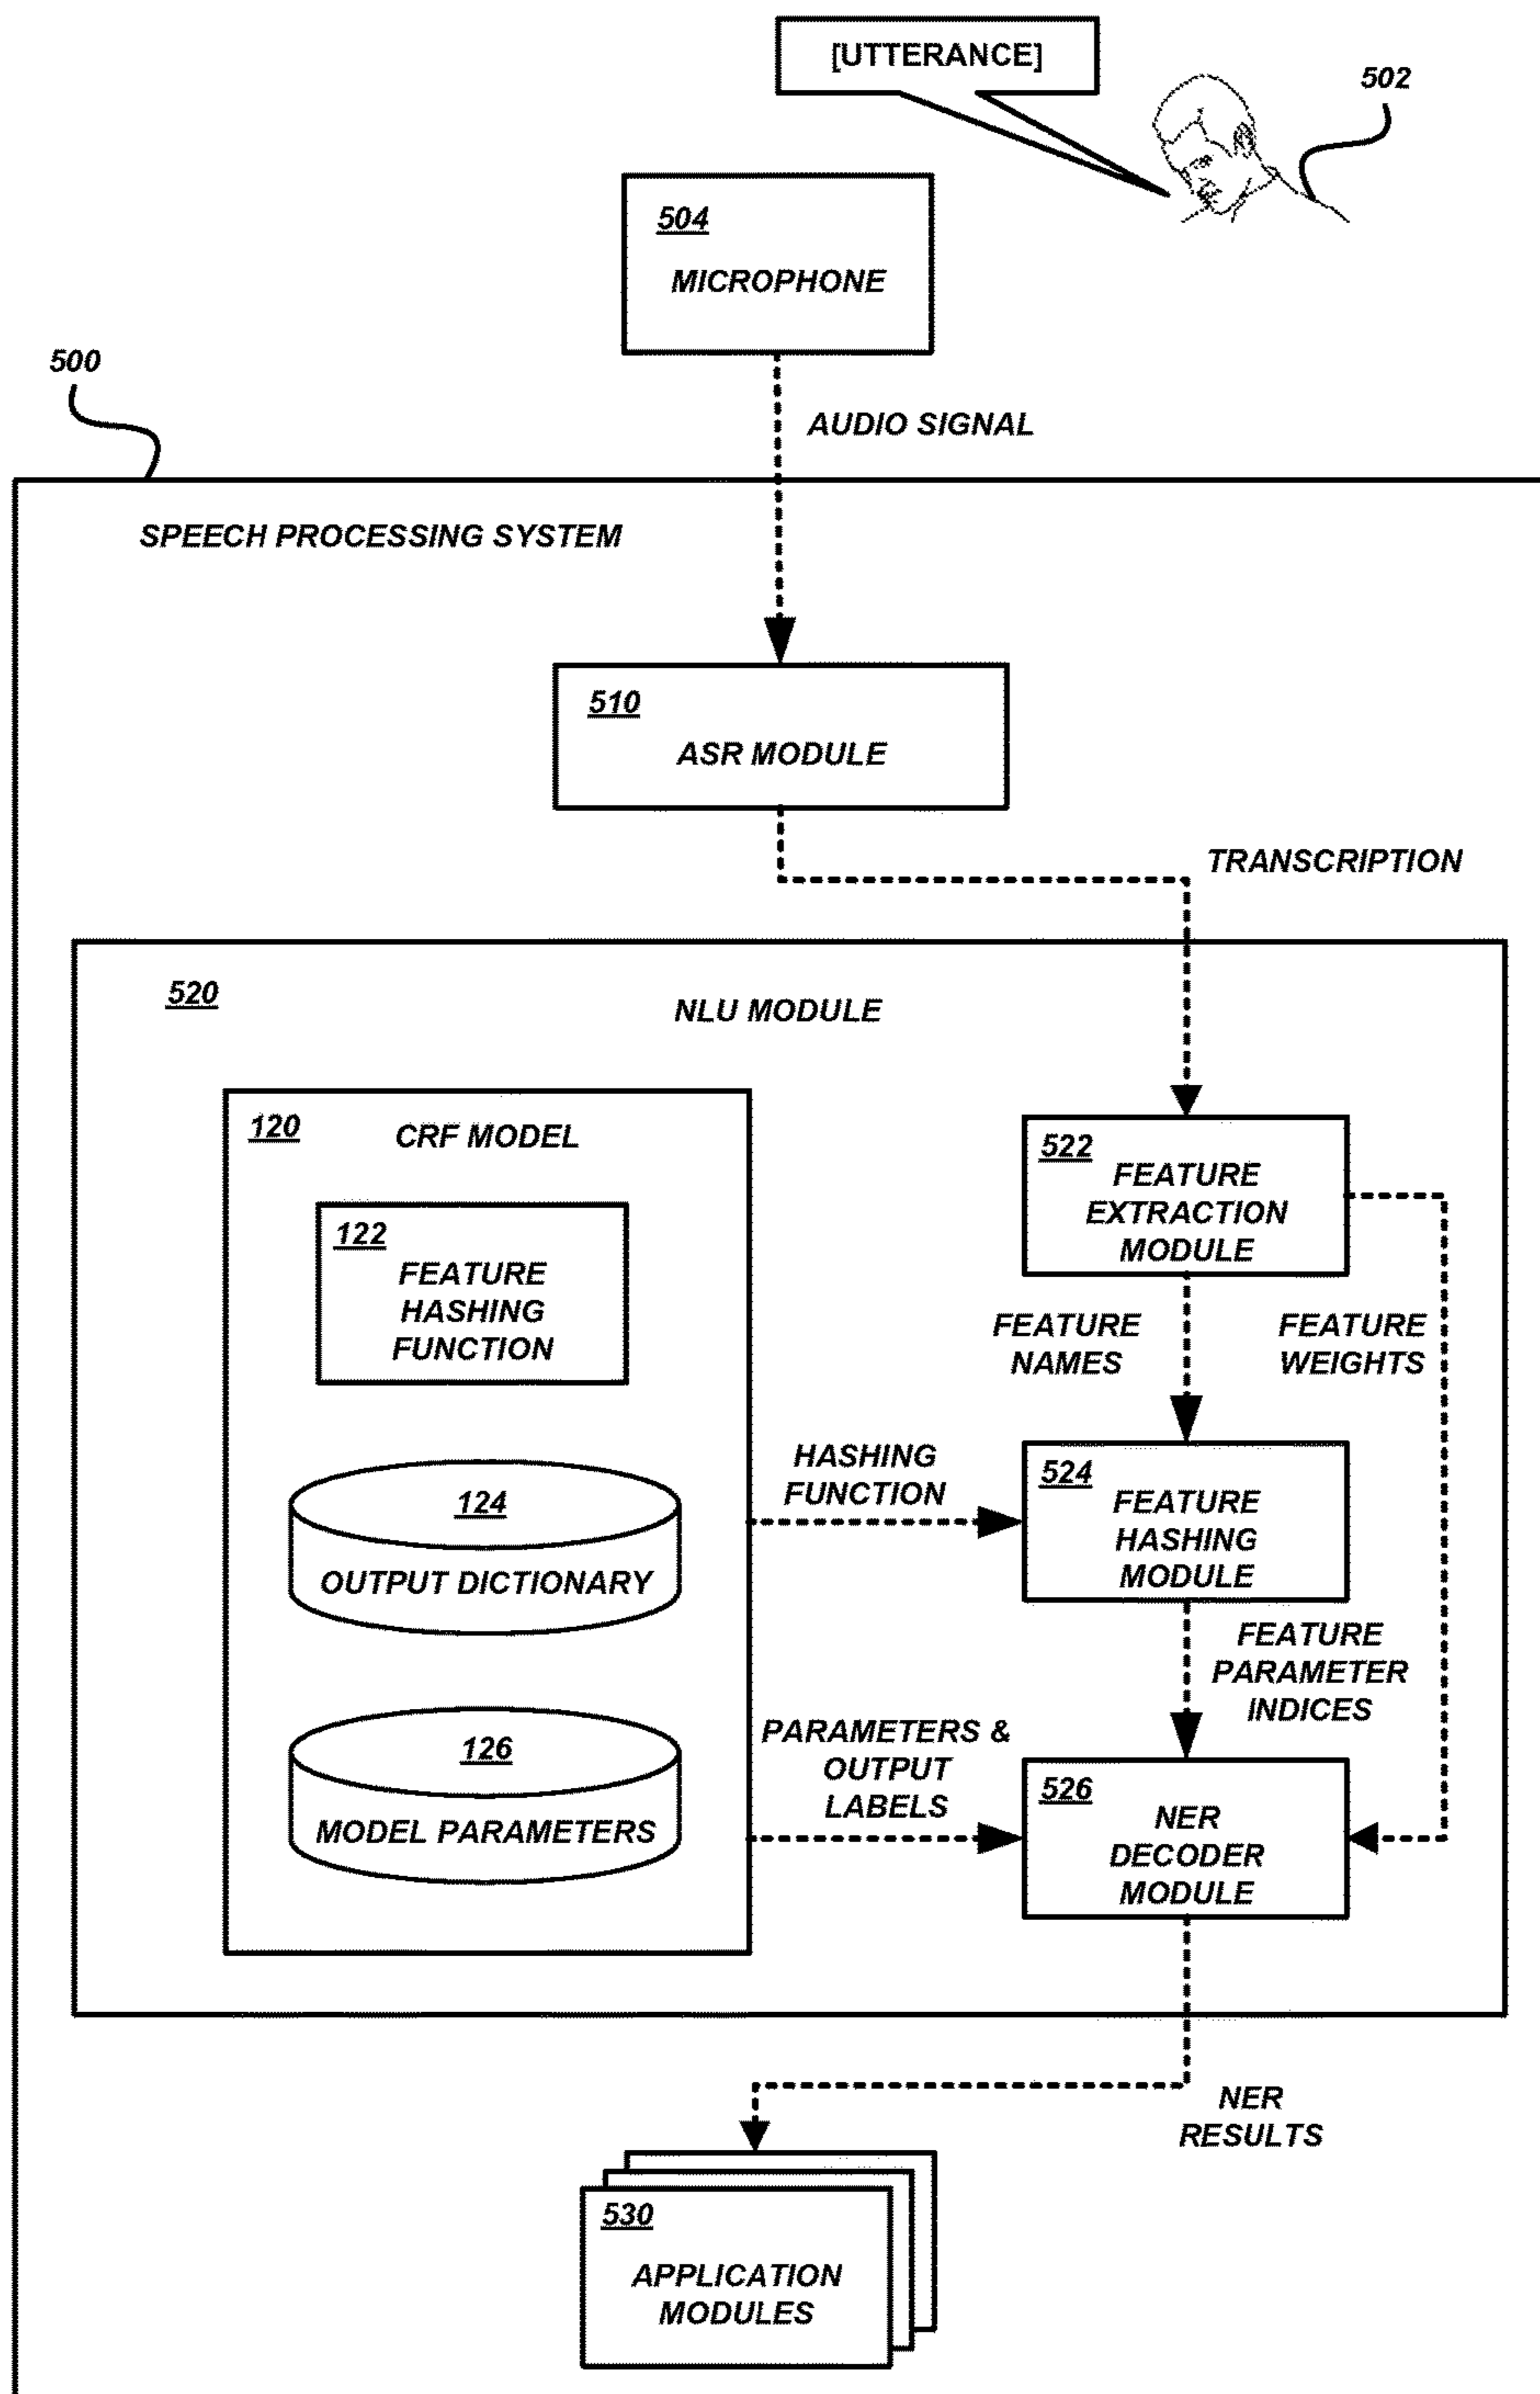 [UTTERANCE]
502
504
MICROPHONE
500
AUDIO SIGNAL
SPEECH PROCESSING SYSTEM
510
ASR MODULE
TRANSCRIPTION
520
NLU MODULE
120
CRF MODEL
122
FEATURE
HASHING
FUNCTION
124
OUTPUT DICTIONARY
126
MODEL PARAMETERS
522
FEATURE
EXTRACTION
MODULE
FEATURE
NAMES
FEATURE
WEIGHTS
HASHING
FUNCTION
524
FEATURE
HASHING
MODULE
FEATURE
PARAMETER
INDICES
PARAMETERS &
OUTPUT
LABELS
526
NER
DECODER
MODULE
NER
RESULTS
530
APPLICATION
MODULES